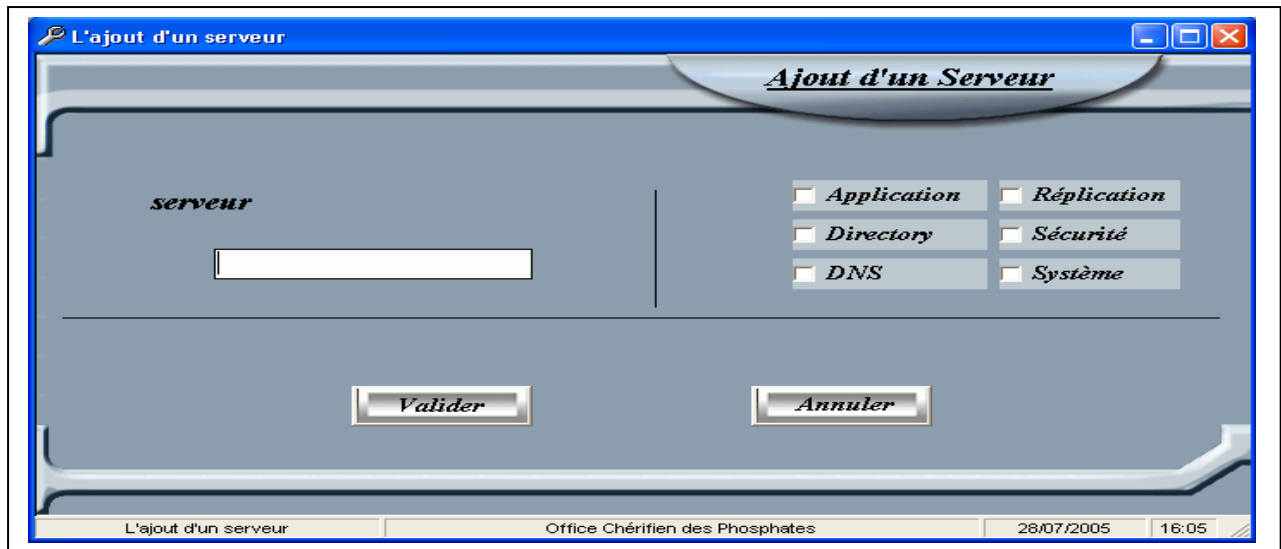 L'ajout d'un serveur
Ajout d'un Serveur
serveur
Application
Réplication
Directory
Sécurité
DNS
Système
Valider
Annuler
L'ajout d'un serveur
Office Chérifien des Phosphates
28/07/2005
16:05